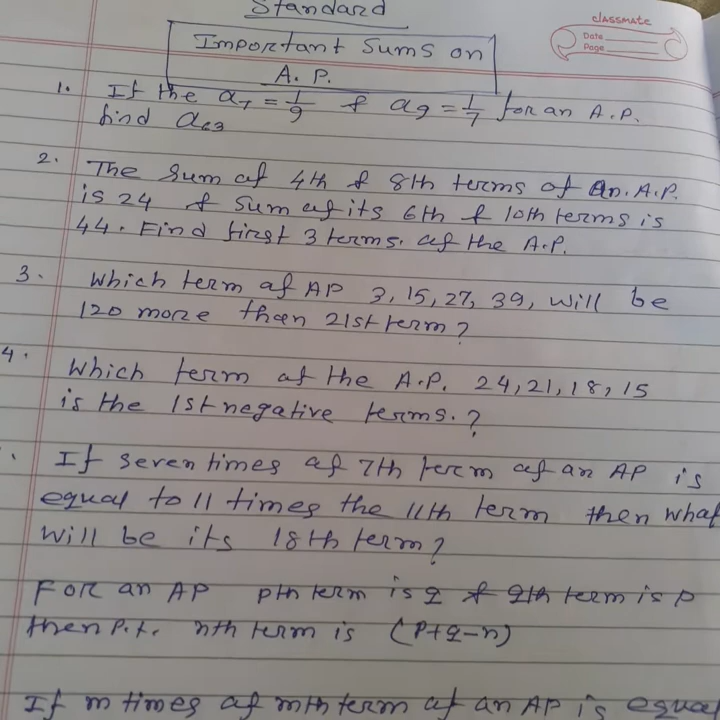 Standard
classmate
Date
Page
Important sums on
A.P.
1. If the a₇ = 1/9 & a9 = 1/7 for an A.P.
find a₆₃
2. The sum of 4th & 8th terms of an. A.P.
is 24 & sum of its 6th & 10th terms is
44. Find first 3 terms. of the A.P.
3. Which term of AP 3, 15, 27, 39, will be
120 more than 21st term?
4. Which term of the A.P. 24, 21, 18, 15
is the 1st negative terms.?
If seven times of 7th term of an AP is
equal to 11 times the 11th term then what
will be its 18th term?
For an AP pth term is q & qth term is p
then P.t. nth term is (p+q-n)
If m times of mth term of an AP is equal